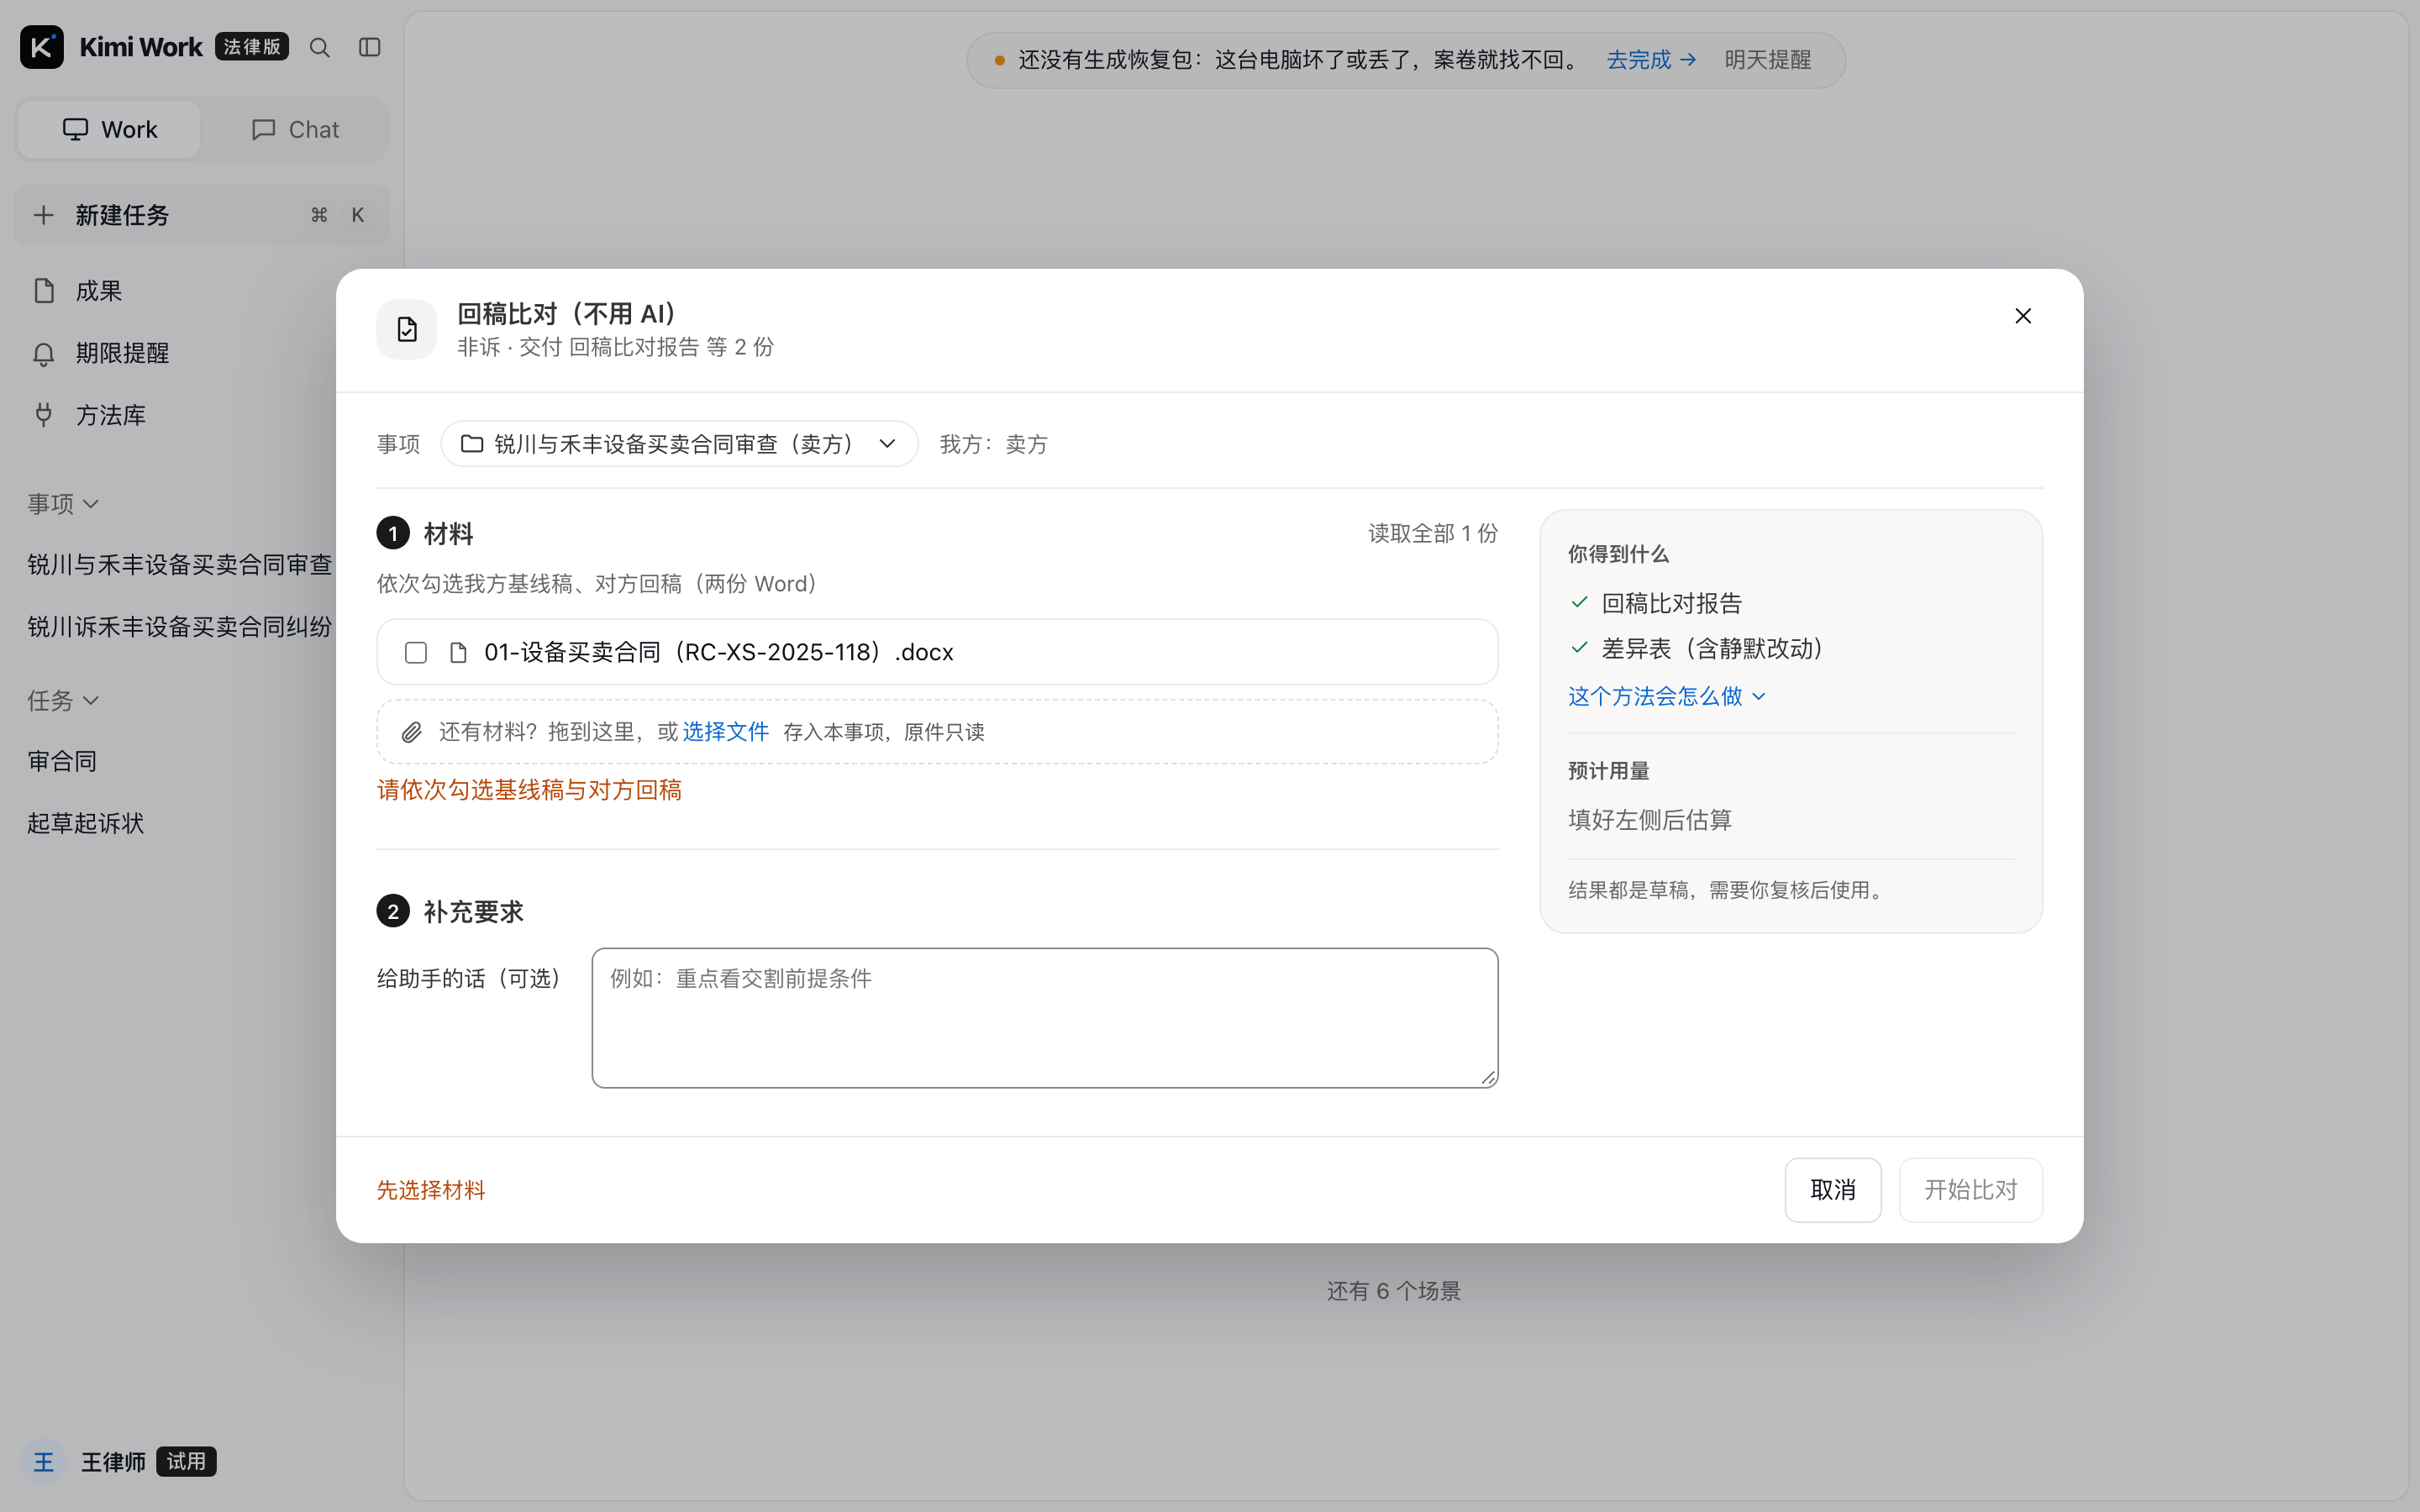 Kimi Work 法律版
Work
Chat
新建任务 ⌘ K
成果
期限提醒
方法库
事项
锐川与禾丰设备买卖合同审查
锐川诉禾丰设备买卖合同纠纷
任务
审合同
起草起诉状
王 王律师 试用
还没有生成恢复包：这台电脑坏了或丢了，案卷就找不回。 去完成 → 明天提醒
回稿比对（不用 AI）
非诉 · 交付 回稿比对报告 等 2 份
事项 锐川与禾丰设备买卖合同审查（卖方） 我方：卖方
1 材料 读取全部 1 份
依次勾选我方基线稿、对方回稿（两份 Word）
01-设备买卖合同（RC-XS-2025-118）.docx
还有材料？拖到这里，或选择文件 存入本事项，原件只读
请依次勾选基线稿与对方回稿
2 补充要求
给助手的话（可选）
例如：重点看交割前提条件
你得到什么
回稿比对报告
差异表（含静默改动）
这个方法会怎么做
预计用量
填好左侧后估算
结果都是草稿，需要你复核后使用。
先选择材料
取消
开始比对
还有 6 个场景